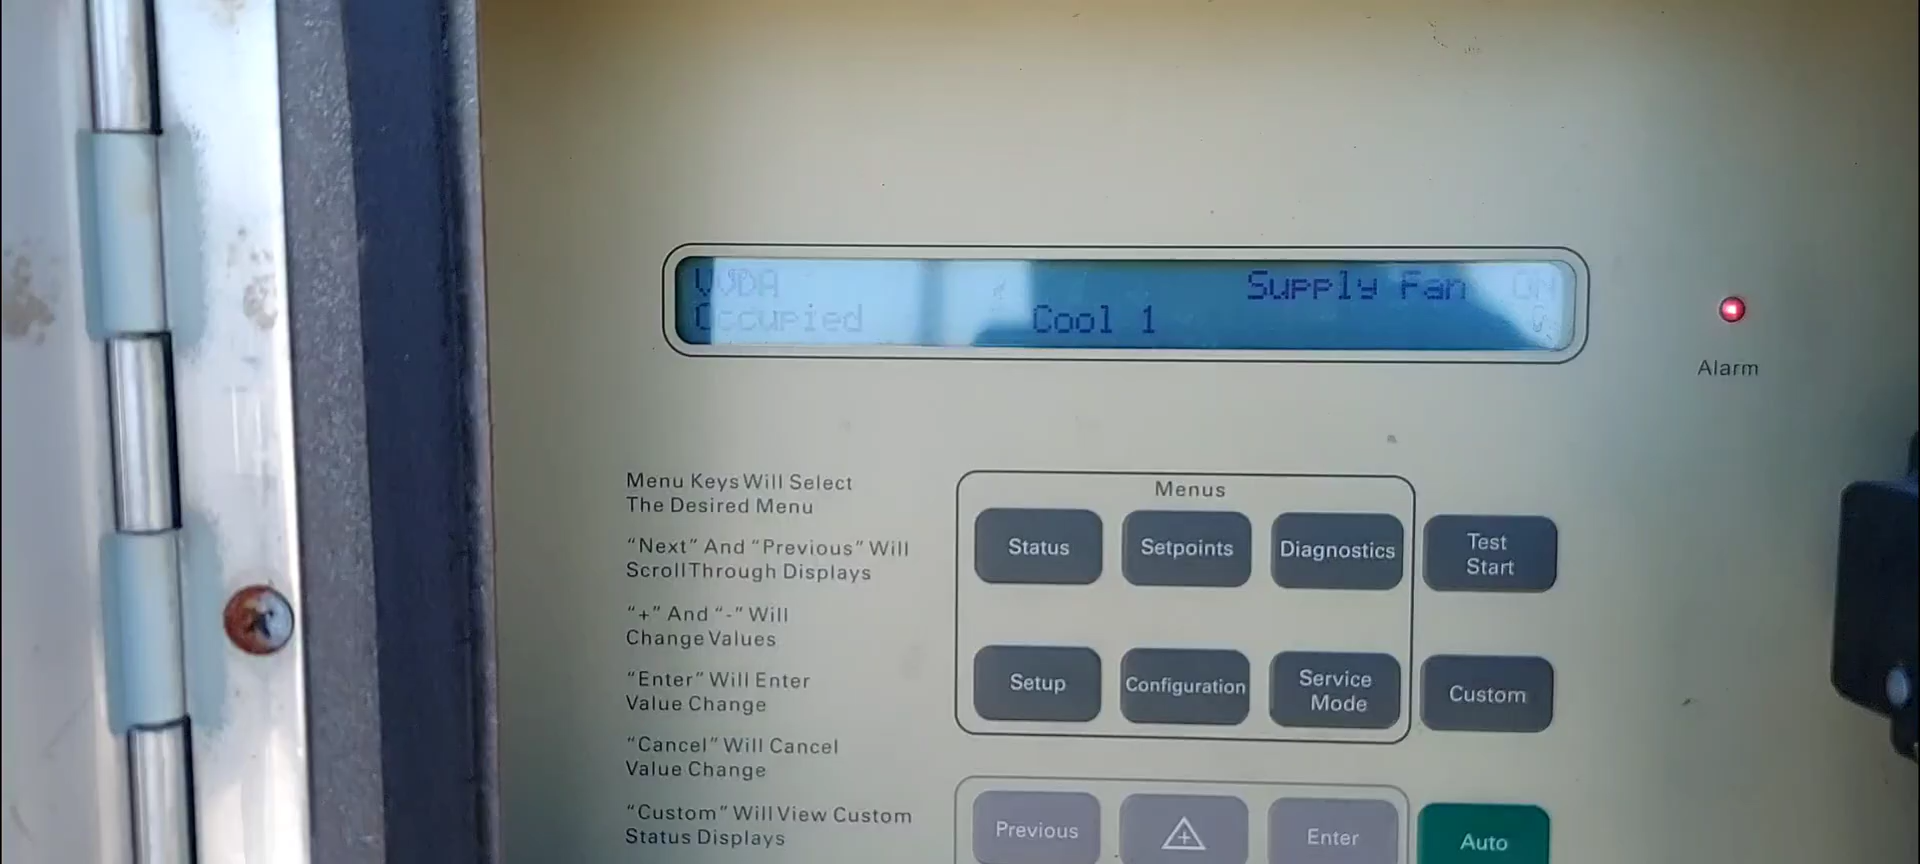 Supply Fan ON
Occupied Cool 1
Alarm
Menu Keys Will Select
The Desired Menu
"Next" And "Previous" Will
Scroll Through Displays
"+" And "-" Will
Change Values
"Enter" Will Enter
Value Change
"Cancel" Will Cancel
Value Change
"Custom" Will View Custom
Status Displays
Menus
Status
Setpoints
Diagnostics
Test
Start
Setup
Configuration
Service
Mode
Custom
Previous
+
Enter
Auto